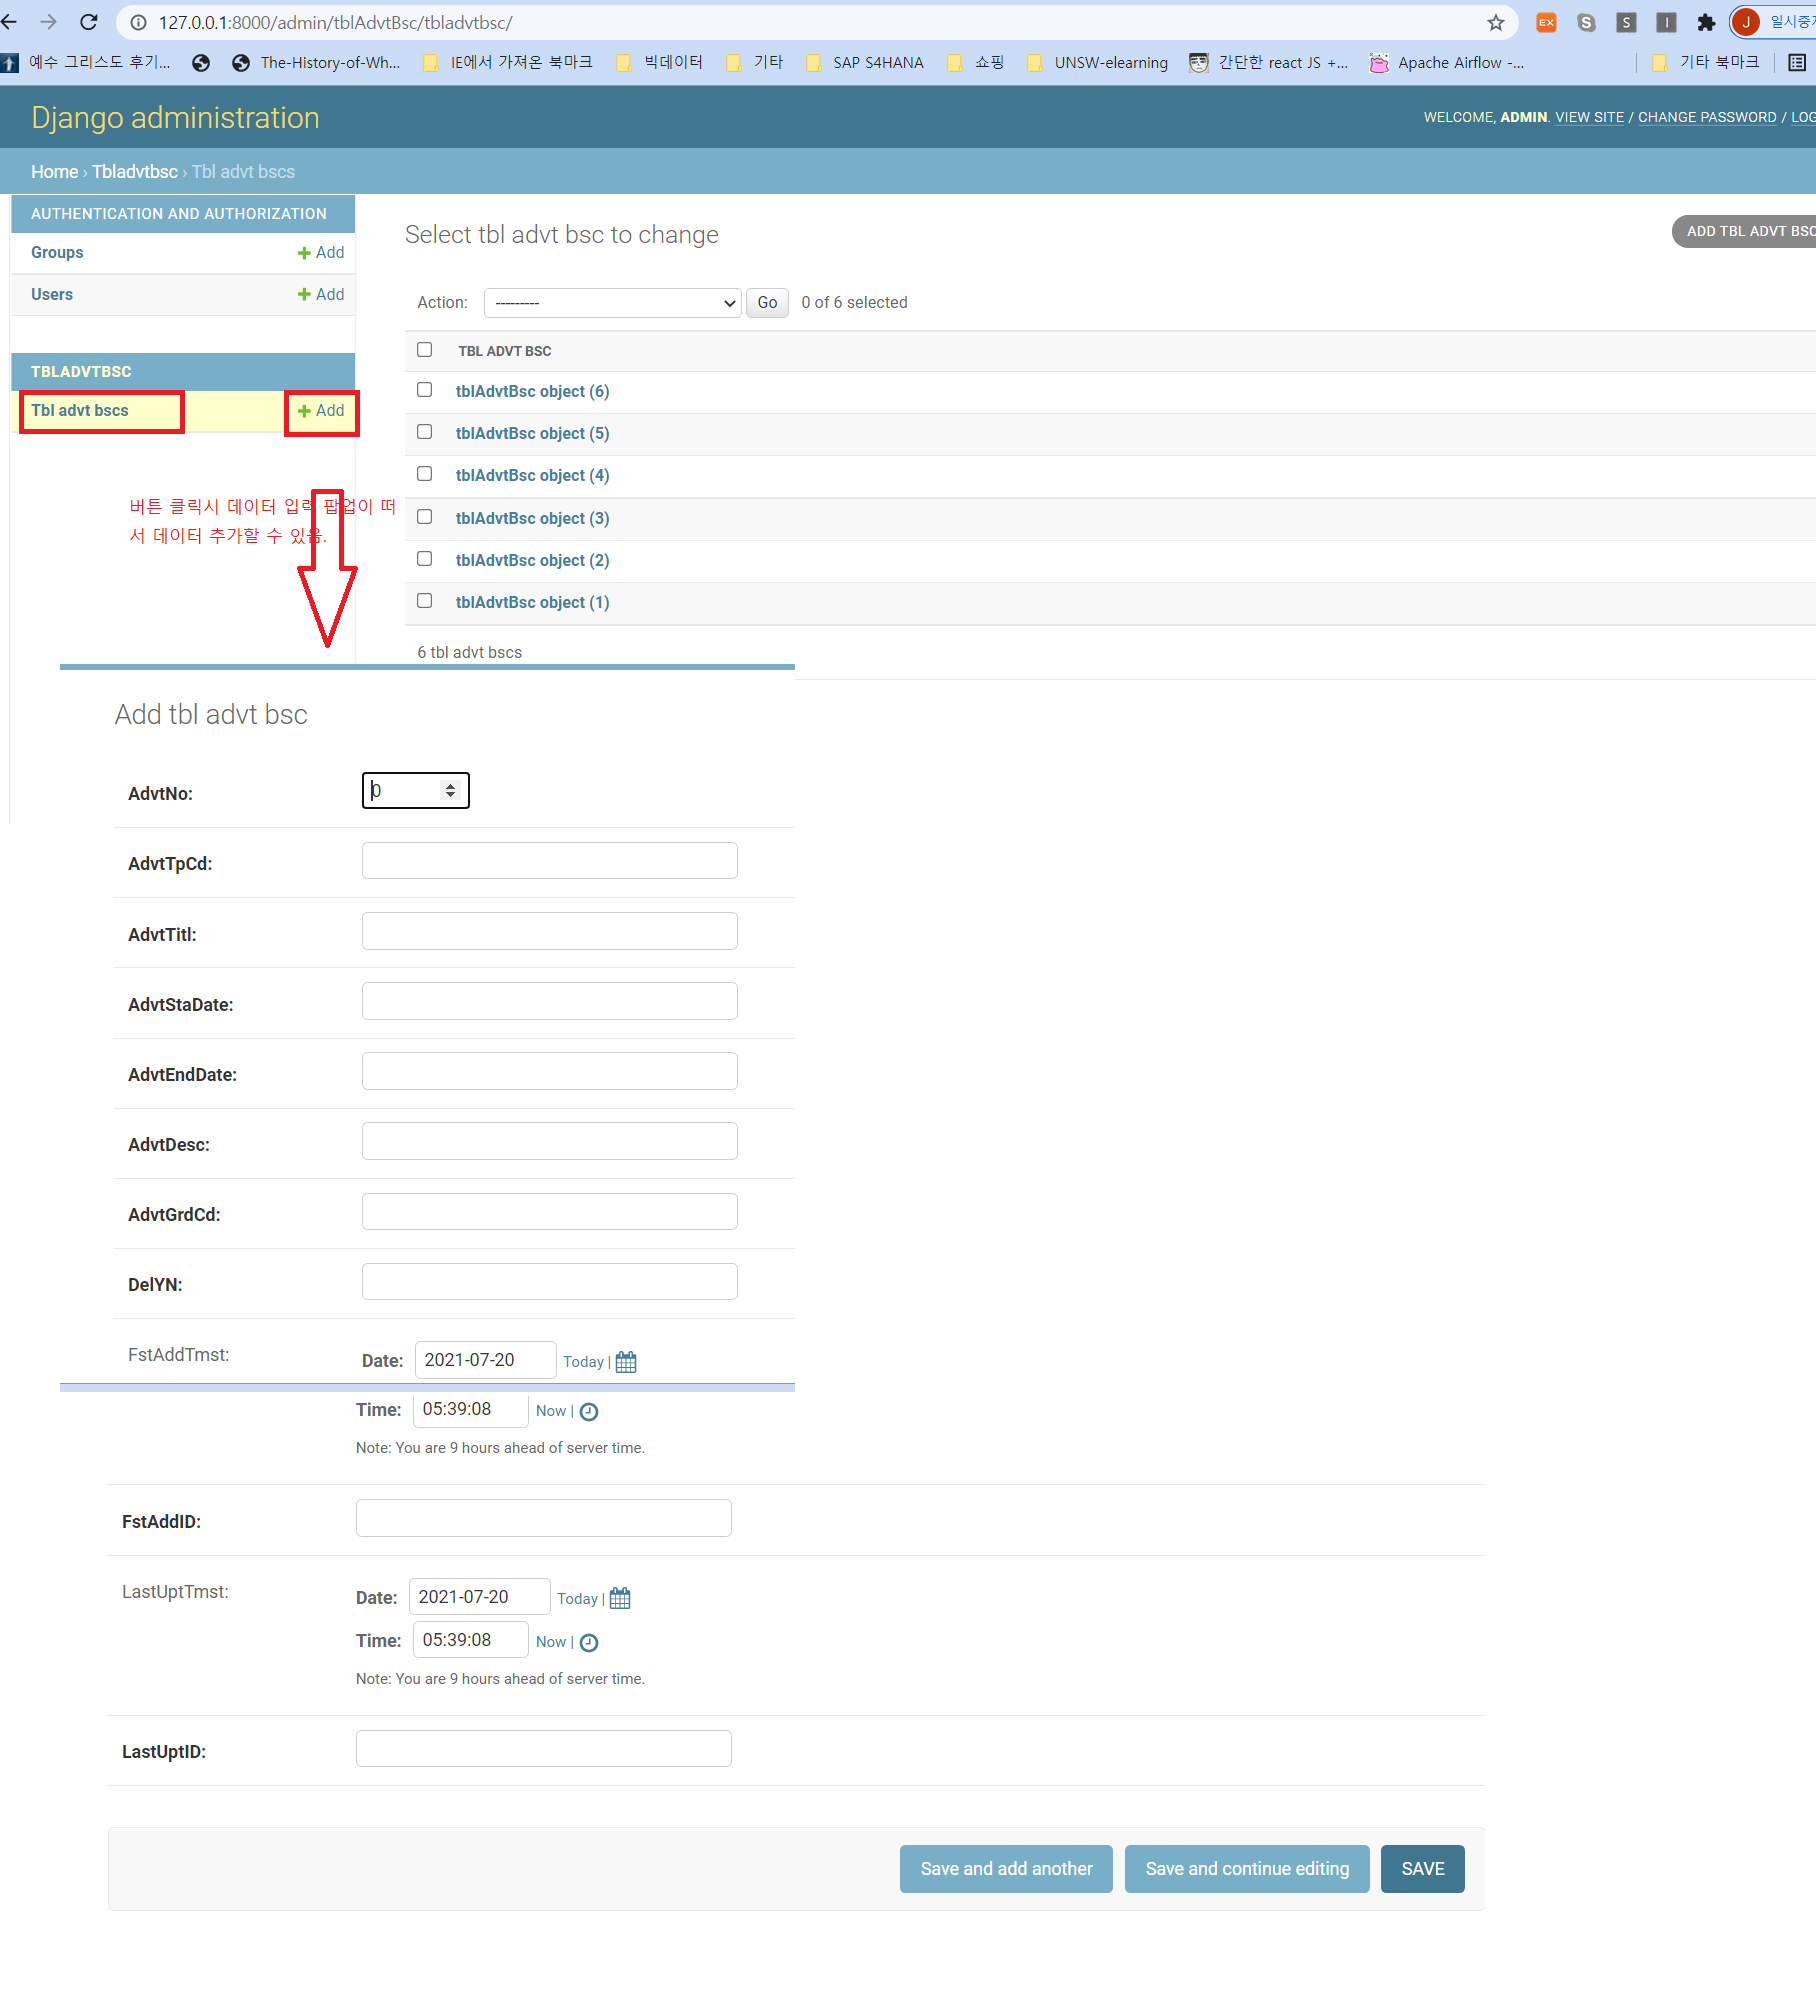 127.0.0.1:8000/admin/tblAdvtBsc/tbladvtbsc/
EX S S I J 일시중지
예수 그리스도 후기... The-History-of-Wh... IE에서 가져온 북마크 빅데이터 기타 SAP S4HANA 쇼핑 UNSW-elearning 간단한 react JS +... Apache Airflow -... 기타 북마크
Django administration
WELCOME, ADMIN. VIEW SITE / CHANGE PASSWORD / LOG
Home › Tbladvtbsc › Tbl advt bscs
AUTHENTICATION AND AUTHORIZATION
Groups + Add
Users + Add
TBLADVTBSC
Tbl advt bscs + Add
버튼 클릭시 데이터 입력 팝업이 떠
서 데이터 추가할 수 있음.
Select tbl advt bsc to change
ADD TBL ADVT BSC
Action: --------- Go 0 of 6 selected
TBL ADVT BSC
tblAdvtBsc object (6)
tblAdvtBsc object (5)
tblAdvtBsc object (4)
tblAdvtBsc object (3)
tblAdvtBsc object (2)
tblAdvtBsc object (1)
6 tbl advt bscs
Add tbl advt bsc
AdvtNo: 0
AdvtTpCd:
AdvtTitl:
AdvtStaDate:
AdvtEndDate:
AdvtDesc:
AdvtGrdCd:
DelYN:
FstAddTmst: Date: 2021-07-20 Today |
Time: 05:39:08 Now |
Note: You are 9 hours ahead of server time.
FstAddID:
LastUptTmst: Date: 2021-07-20 Today |
Time: 05:39:08 Now |
Note: You are 9 hours ahead of server time.
LastUptID:
Save and add another Save and continue editing SAVE